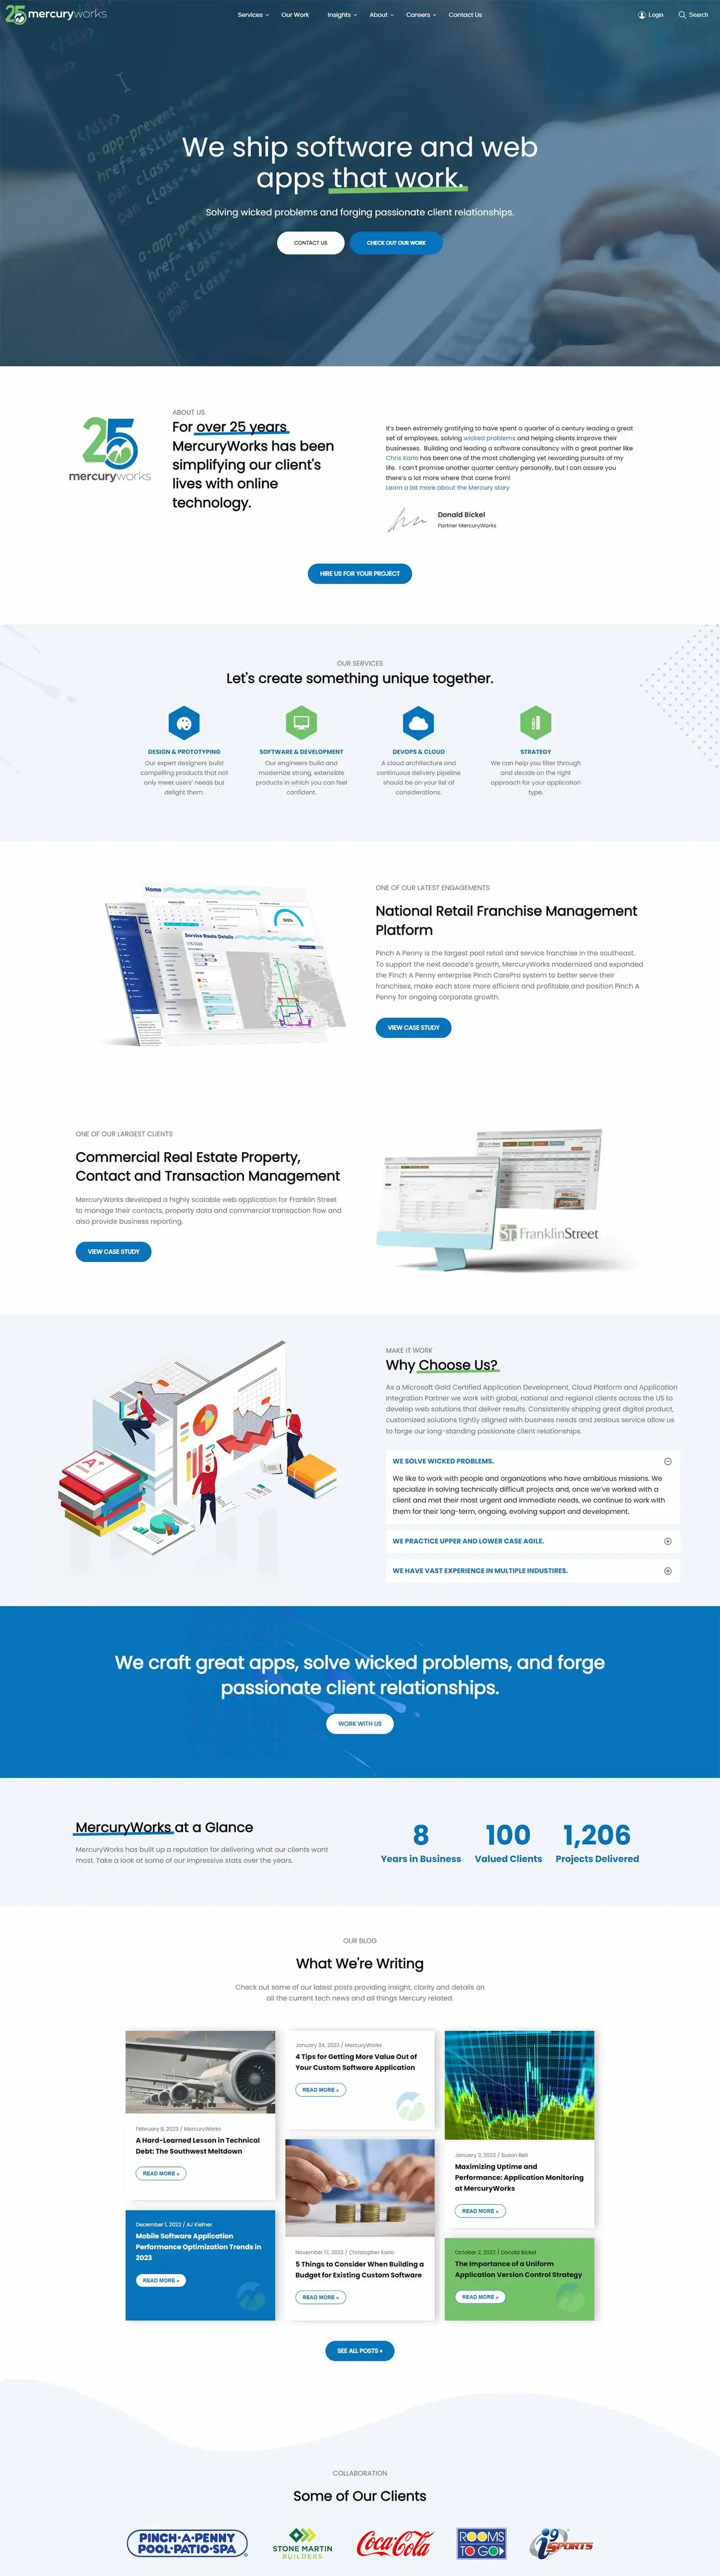 25 mercuryworks
Services Our Work Insights About Careers Contact Us
Login Search
We ship software and web
apps that work.
Solving wicked problems and forging passionate client relationships.
CONTACT US
CHECK OUT OUR WORK
25
mercuryworks
ABOUT US
For over 25 years
MercuryWorks has been
simplifying our client's
lives with online
technology.
It's been extremely gratifying to have spent a quarter of a century leading a great
set of employees, solving wicked problems and helping clients improve their
businesses. Building and leading a software consultancy with a great partner like
Chris Karlo has been one of the most challenging yet rewarding pursuits of my
life. I can't promise another quarter century personally, but I can assure you
there's a lot more where that came from!
Learn a bit more about the Mercury story
Donald Bickel
Partner MercuryWorks
HIRE US FOR YOUR PROJECT
OUR SERVICES
Let's create something unique together.
DESIGN & PROTOTYPING
Our expert designers build
compelling products that not
only meet users' needs but
delight them.
SOFTWARE & DEVELOPMENT
Our engineers build and
modernize strong, extensible
products in which you can feel
confident.
DEVOPS & CLOUD
A cloud architecture and
continuous delivery pipeline
should be on your list of
considerations.
STRATEGY
We can help you filter through
and decide on the right
approach for your application
type.
Home
Service Route Details
100%
ONE OF OUR LATEST ENGAGEMENTS
National Retail Franchise Management
Platform
Pinch A Penny is the largest pool retail and service franchise in the southeast.
To support the next decade's growth, MercuryWorks modernized and expanded
the Pinch A Penny enterprise Pinch CarePro system to better serve their
franchises, make each store more efficient and profitable and position Pinch A
Penny for ongoing corporate growth.
VIEW CASE STUDY
ONE OF OUR LARGEST CLIENTS
Commercial Real Estate Property,
Contact and Transaction Management
MercuryWorks developed a highly scalable web application for Franklin Street
to manage their contacts, property data and commercial transaction flow and
also provide business reporting.
VIEW CASE STUDY
FranklinStreet
A+
MAKE IT WORK
Why Choose Us?
As a Microsoft Gold Certified Application Development, Cloud Platform and Application
Integration Partner we work with global, national and regional clients across the US to
develop web solutions that deliver results. Consistently shipping great digital product,
customized solutions tightly aligned with business needs and zealous service allow us
to forge our long-standing passionate client relationships.
WE SOLVE WICKED PROBLEMS.
We like to work with people and organizations who have ambitious missions. We
specialize in solving technically difficult projects and, once we've worked with a
client and met their most urgent and immediate needs, we continue to work with
them for their long-term, ongoing, evolving support and development.
WE PRACTICE UPPER AND LOWER CASE AGILE.
WE HAVE VAST EXPERIENCE IN MULTIPLE INDUSTIRES.
We craft great apps, solve wicked problems, and forge
passionate client relationships.
WORK WITH US
MercuryWorks at a Glance
MercuryWorks has built up a reputation for delivering what our clients want
most. Take a look at some of our impressive stats over the years.
8
Years in Business
100
Valued Clients
1,206
Projects Delivered
OUR BLOG
What We're Writing
Check out some of our latest posts providing insight, clarity and details on
all the current tech news and all things Mercury related.
February 9, 2023 / MercuryWorks
A Hard-Learned Lesson in Technical
Debt: The Southwest Meltdown
READ MORE »
January 24, 2023 / MercuryWorks
4 Tips for Getting More Value Out of
Your Custom Software Application
READ MORE »
January 2, 2023 / Susan Bell
Maximizing Uptime and
Performance: Application Monitoring
at MercuryWorks
READ MORE »
December 1, 2022 / AJ Kiefner
Mobile Software Application
Performance Optimization Trends in
2023
READ MORE »
November 17, 2022 / Christopher Karlo
5 Things to Consider When Building a
Budget for Existing Custom Software
READ MORE »
October 2, 2022 / Donald Bickel
The Importance of a Uniform
Application Version Control Strategy
READ MORE »
SEE ALL POSTS »
COLLABORATION
Some of Our Clients
PINCH·A·PENNY
POOL·PATIO·SPA
STONE MARTIN
BUILDERS
Coca-Cola
ROOMS
TO GO
i9 SPORTS